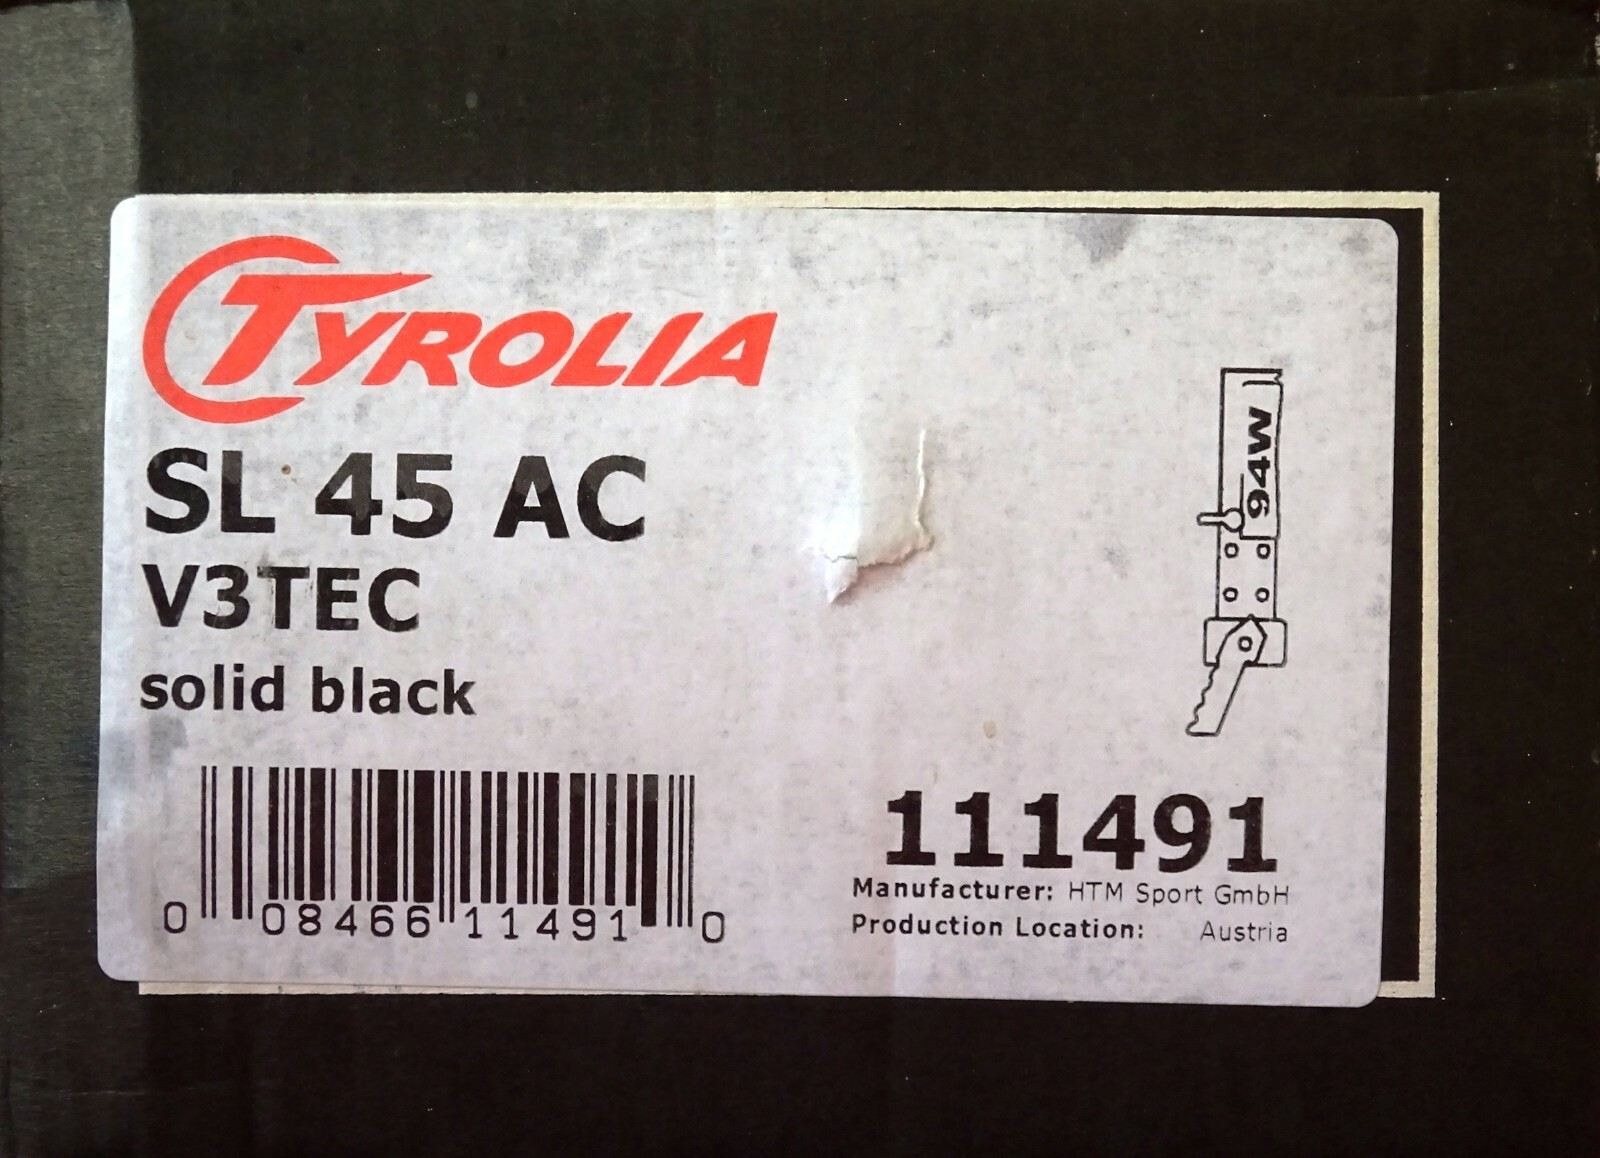 TYROLIA
SL 45 AC
V3TEC
solid black
94W
0 08466 11491 0
111491
Manufacturer: HTM Sport GmbH
Production Location: Austria